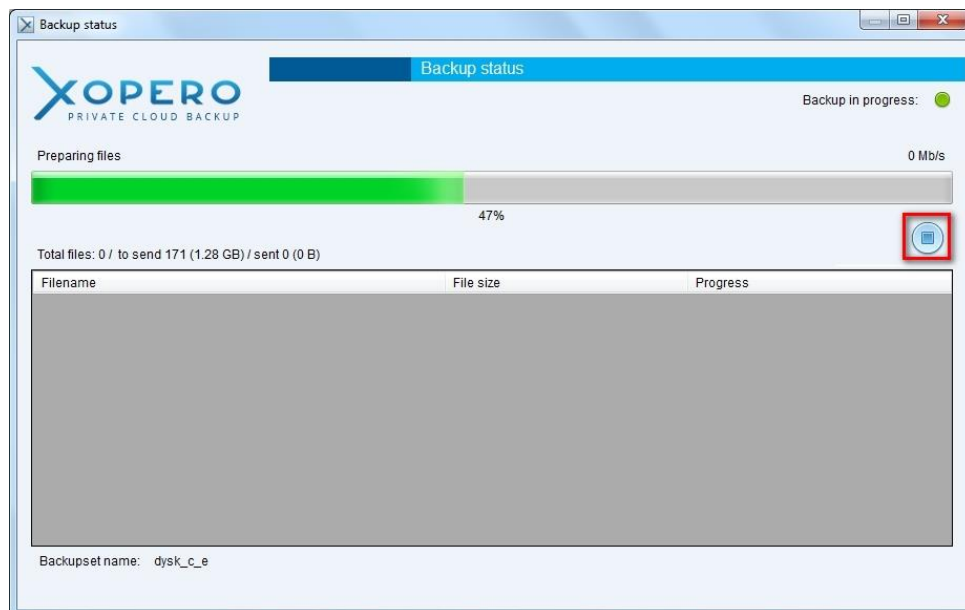 Backup status
Backup status
XOPERO
PRIVATE CLOUD BACKUP
Backup in progress:
Preparing files 0 Mb/s
47%
Total files: 0 / to send 171 (1.28 GB) / sent 0 (0 B)
Filename File size Progress
Backupset name: dysk_c_e